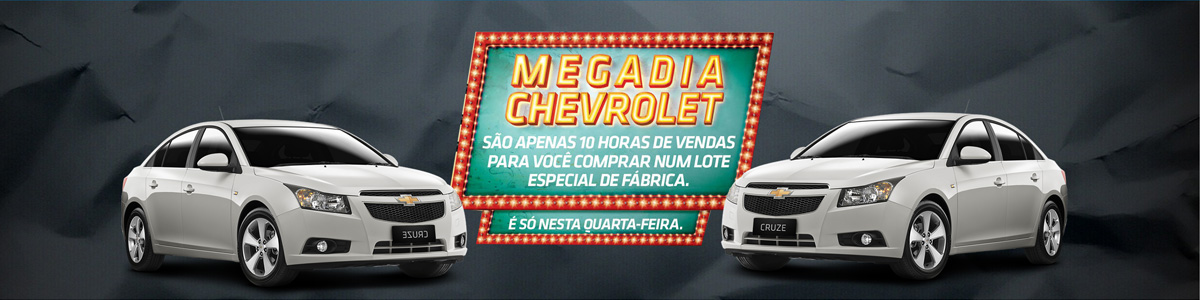 MEGADIA
CHEVROLET
SÃO APENAS 10 HORAS DE VENDAS
PARA VOCÊ COMPRAR NUM LOTE
ESPECIAL DE FÁBRICA.
É SÓ NESTA QUARTA-FEIRA.
CRUZE
CRUZE